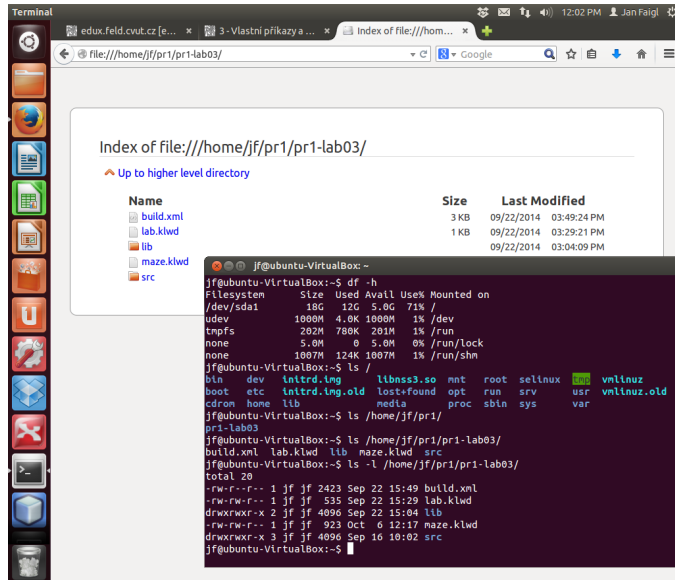 Terminal
12:02 PM Jan Faigl
edux.feld.cvut.cz [e... × 3 - Vlastní příkazy a ... × Index of file:///hom... ×
file:///home/jf/pr1/pr1-lab03/
Google
Index of file:///home/jf/pr1/pr1-lab03/
Up to higher level directory
Name Size Last Modified
build.xml 3 KB 09/22/2014 03:49:24 PM
lab.klwd 1 KB 09/22/2014 03:29:21 PM
lib 09/22/2014 03:04:09 PM
maze.klwd
src
jf@ubuntu-VirtualBox: ~
jf@ubuntu-VirtualBox:~$ df -h
Filesystem Size Used Avail Use% Mounted on
/dev/sda1 18G 12G 5.0G 71% /
udev 1000M 4.0K 1000M 1% /dev
tmpfs 202M 780K 201M 1% /run
none 5.0M 0 5.0M 0% /run/lock
none 1007M 124K 1007M 1% /run/shm
jf@ubuntu-VirtualBox:~$ ls /
bin dev initrd.img libnss3.so mnt root selinux tmp vmlinuz
boot etc initrd.img.old lost+found opt run srv usr vmlinuz.old
cdrom home lib media proc sbin sys var
jf@ubuntu-VirtualBox:~$ ls /home/jf/pr1/
pr1-lab03
jf@ubuntu-VirtualBox:~$ ls /home/jf/pr1/pr1-lab03/
build.xml lab.klwd lib maze.klwd src
jf@ubuntu-VirtualBox:~$ ls -l /home/jf/pr1/pr1-lab03/
total 20
-rw-r--r-- 1 jf jf 2423 Sep 22 15:49 build.xml
-rw-rw-r-- 1 jf jf 535 Sep 22 15:29 lab.klwd
drwxrwxr-x 2 jf jf 4096 Sep 22 15:04 lib
-rw-rw-r-- 1 jf jf 923 Oct 6 12:17 maze.klwd
drwxrwxr-x 3 jf jf 4096 Sep 16 10:02 src
jf@ubuntu-VirtualBox:~$